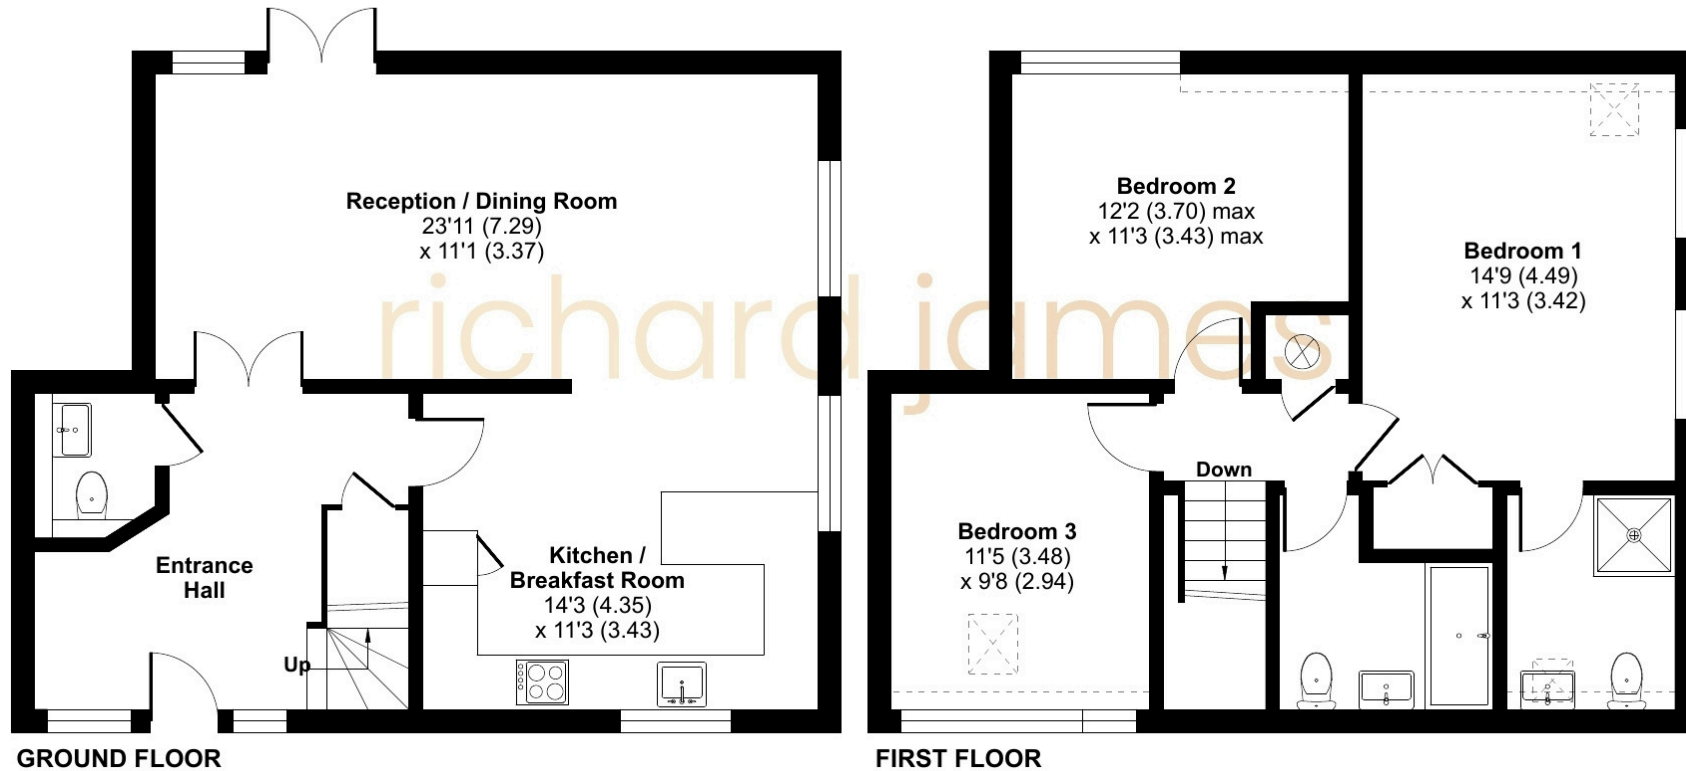 Reception / Dining Room
23'11 (7.29)
x 11'1 (3.37)
Bedroom 2
12'2 (3.70) max
x 11'3 (3.43) max
Bedroom 1
14'9 (4.49)
x 11'3 (3.42)
richard james
Down
Entrance
Hall
Kitchen /
Breakfast Room
14'3 (4.35)
x 11'3 (3.43)
Bedroom 3
11'5 (3.48)
x 9'8 (2.94)
Up
GROUND FLOOR
FIRST FLOOR